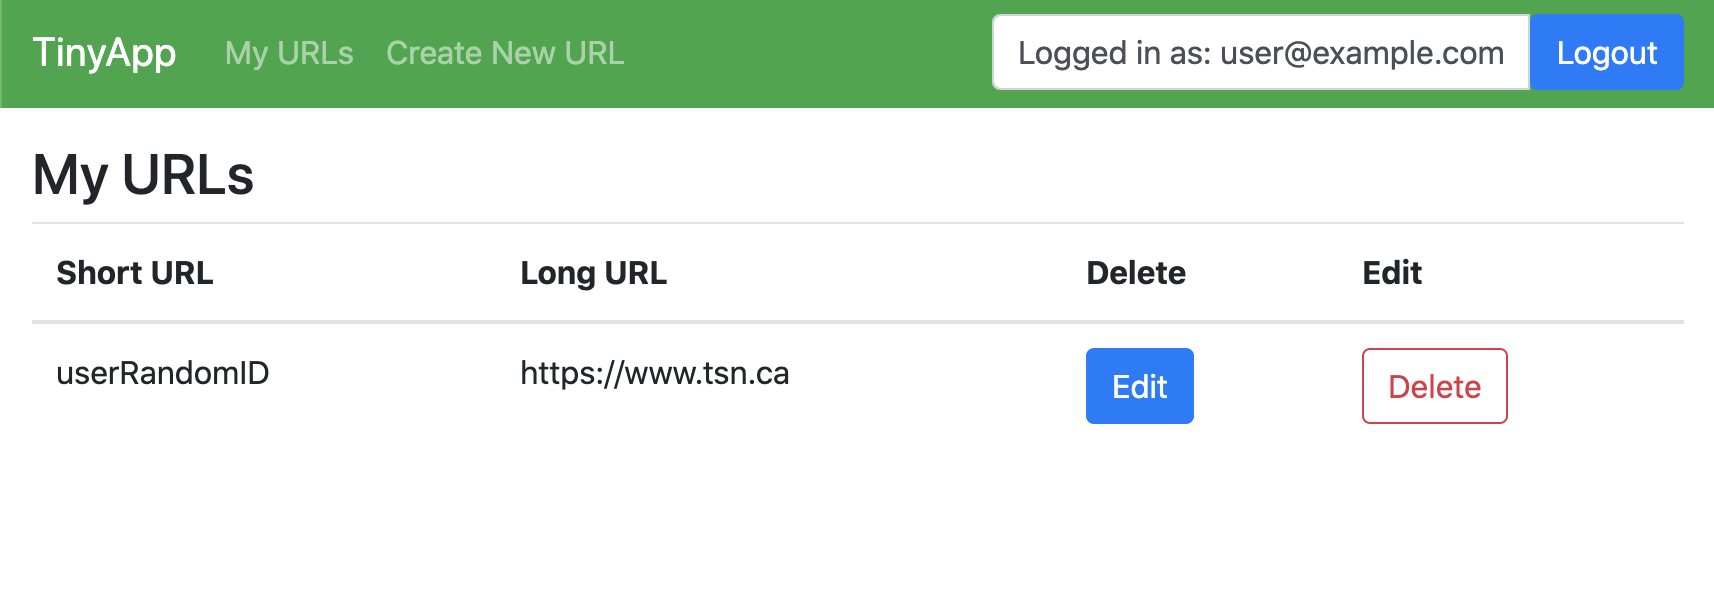 TinyApp My URLs Create New URL Logged in as: user@example.com Logout
My URLs
Short URL Long URL Delete Edit
userRandomID https://www.tsn.ca Edit Delete